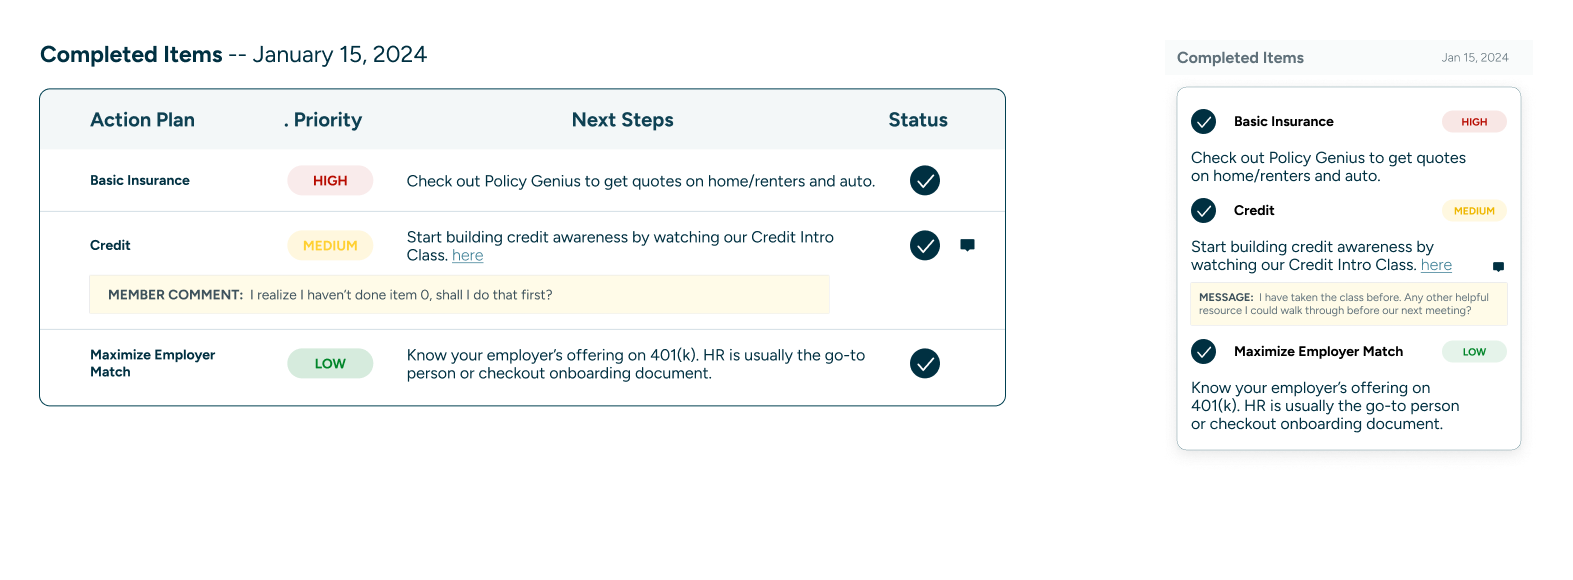 Completed Items -- January 15, 2024
Action Plan . Priority Next Steps Status
Basic Insurance HIGH Check out Policy Genius to get quotes on home/renters and auto.
Credit MEDIUM Start building credit awareness by watching our Credit Intro
Class. here
MEMBER COMMENT: I realize I haven't done item 0, shall I do that first?
Maximize Employer
Match
LOW
Know your employer's offering on 401(k). HR is usually the go-to
person or checkout onboarding document.
Completed Items Jan 15, 2024
Basic Insurance HIGH
Check out Policy Genius to get quotes
on home/renters and auto.
Credit MEDIUM
Start building credit awareness by
watching our Credit Intro Class. here
MESSAGE: I have taken the class before. Any other helpful
resource I could walk through before our next meeting?
Maximize Employer Match LOW
Know your employer's offering on
401(k). HR is usually the go-to person
or checkout onboarding document.